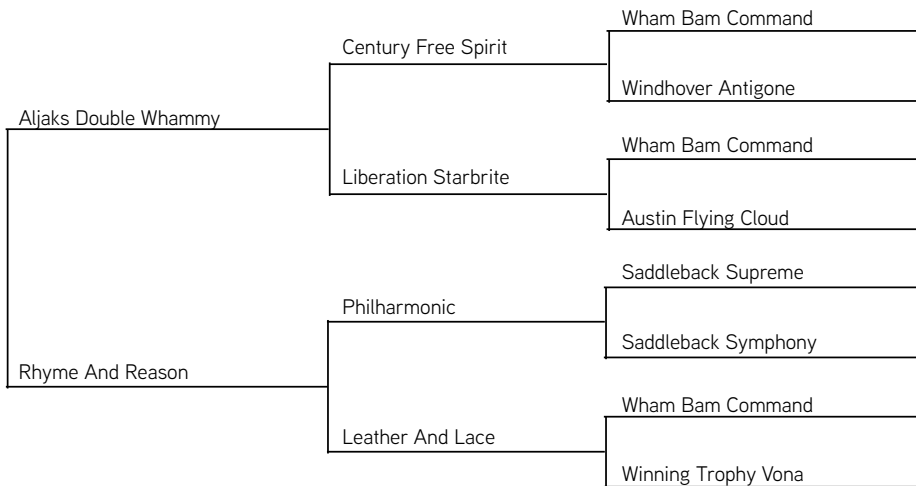 Wham Bam Command
Century Free Spirit
Windhover Antigone
Aljaks Double Whammy
Wham Bam Command
Liberation Starbrite
Austin Flying Cloud
Saddleback Supreme
Philharmonic
Saddleback Symphony
Rhyme And Reason
Wham Bam Command
Leather And Lace
Winning Trophy Vona